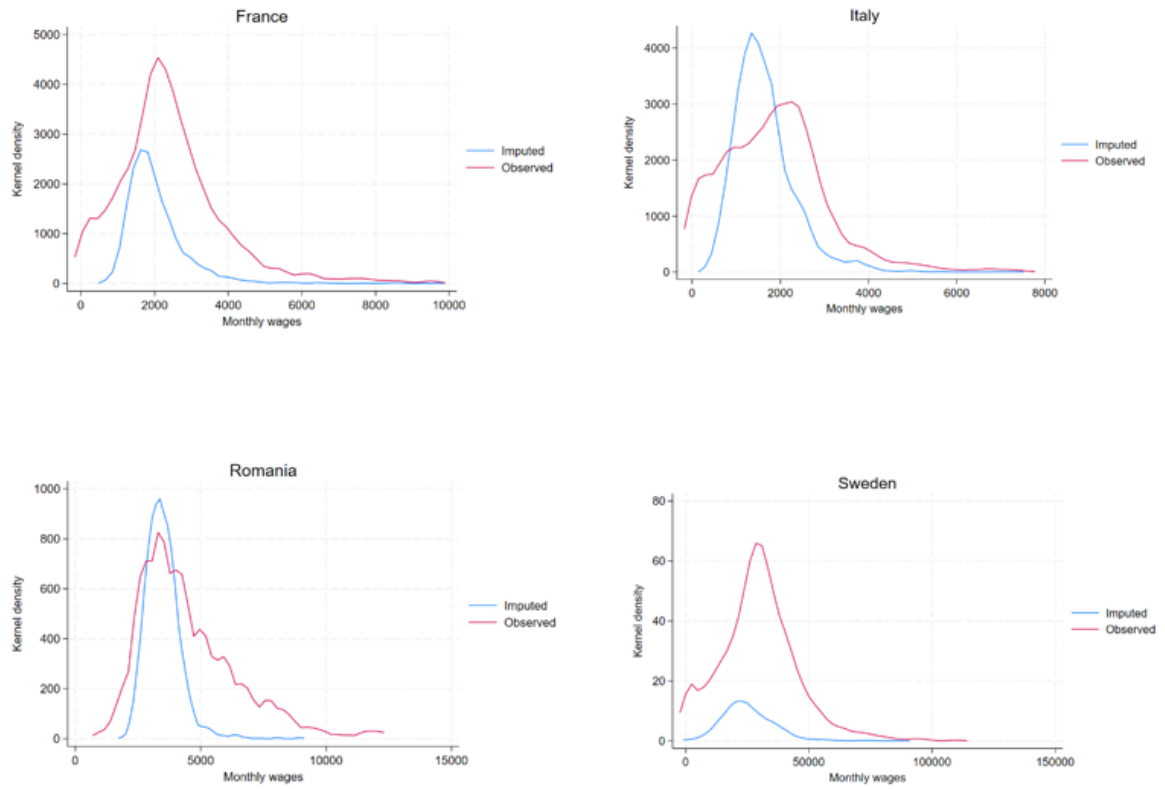 France
5000
4000
3000
2000
1000
0
Kernel density
0 2000 4000 6000 8000 10000
Monthly wages
Imputed
Observed
Italy
4000
3000
2000
1000
0
Kernel density
0 2000 4000 6000 8000
Monthly wages
Imputed
Observed
Romania
1000
800
600
400
200
0
Kernel density
0 5000 10000 15000
Monthly wages
Imputed
Observed
Sweden
80
60
40
20
0
Kernel density
0 50000 100000 150000
Monthly wages
Imputed
Observed